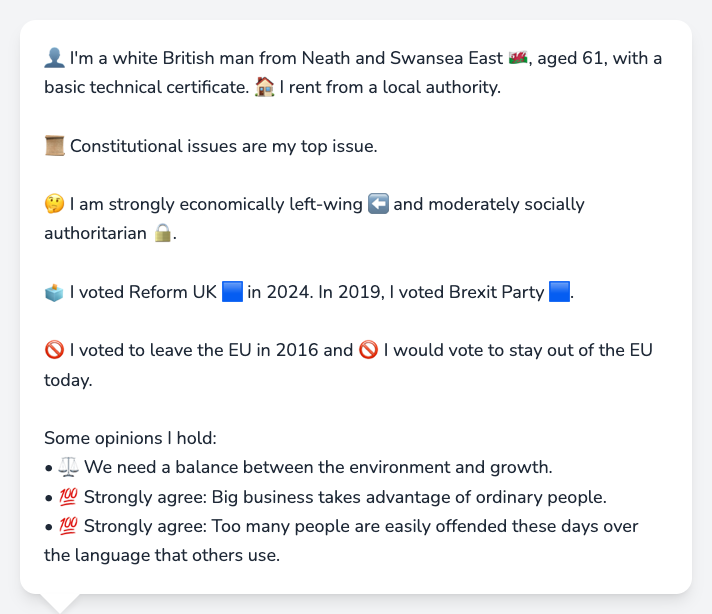 👤 I'm a white British man from Neath and Swansea East 🏴󠁧󠁢󠁷󠁬󠁳󠁿, aged 61, with a
basic technical certificate. 🏠 I rent from a local authority.
📜 Constitutional issues are my top issue.
🤔 I am strongly economically left-wing ⬅️ and moderately socially
authoritarian 🔒.
🗳️ I voted Reform UK 🟦 in 2024. In 2019, I voted Brexit Party 🟦.
🚫 I voted to leave the EU in 2016 and 🚫 I would vote to stay out of the EU
today.
Some opinions I hold:
• ⚖️ We need a balance between the environment and growth.
• 💯 Strongly agree: Big business takes advantage of ordinary people.
• 💯 Strongly agree: Too many people are easily offended these days over
the language that others use.